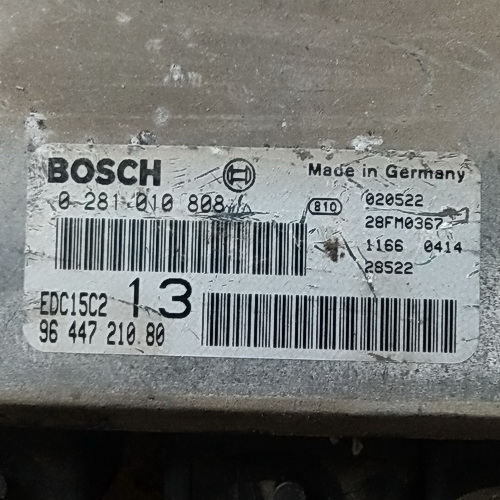 BOSCH
Made in Germany
0 281 010 808
810
020522
28FM0367
1166 0414
28522
EDC15C2 13
96 447 210 80